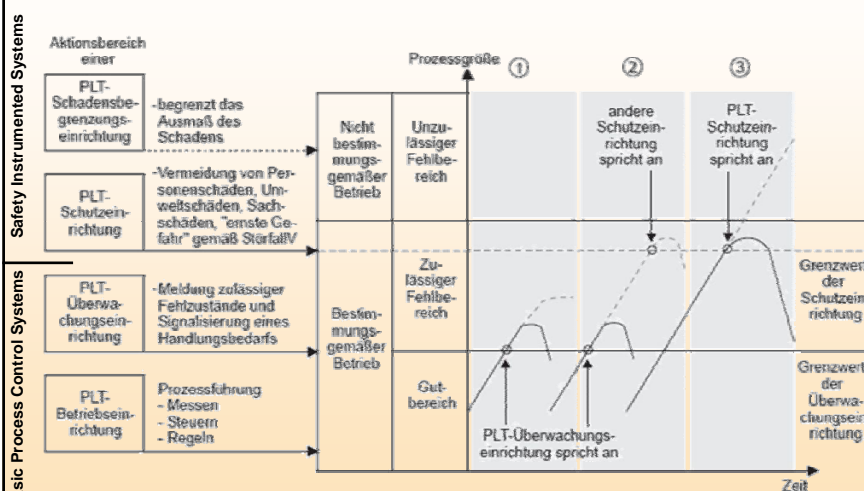 Safety Instrumented Systems
sic Process Control Systems
Aktionsbereich
einer
PLT-
Schadensbe-
grenzungs-
einrichtung
-begrenzt das
Ausmaß des
Schadens
PLT-
Schutzein-
richtung
-Vermeidung von Per-
sonenschäden, Um-
weltschäden, Sach-
schäden, "ernste Ge-
fahr" gemäß StörfallV
PLT-
Überwa-
chungsein-
richtung
-Meldung zulässiger
Fehlzustände und
Signalisierung eines
Handlungsbedarfs
PLT-
Betriebsein-
richtung
Prozessführung
- Messen
- Steuern
- Regeln
Nicht
bestim-
mungs-
gemäßer
Betrieb
Bestim-
mungs-
gemäßer
Betrieb
Unzu-
lässiger
Fehlbe-
reich
Zu-
lässiger
Fehlbe-
reich
Gut-
bereich
Prozessgröße
①
②
③
andere
Schutzein-
richtung
spricht an
PLT-
Schutzein-
richtung
spricht an
PLT-Überwachungs-
einrichtung spricht an
Grenzwert
der
Schutzein
richtung
Grenzwert
der
Überwa-
chungsein
richtung
Zeit